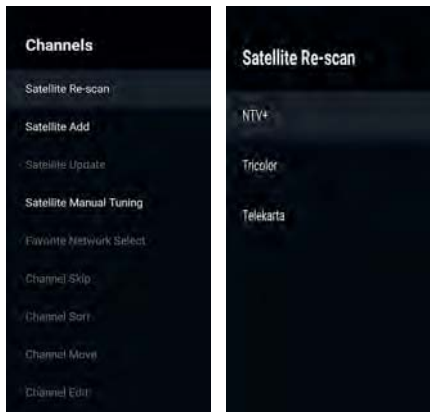 Channels
Satellite Re-scan
Satellite Add
Satellite Update
Satellite Manual Tuning
Favorite Network Select
Channel Skip
Channel Sort
Channel Move
Channel Edit
Satellite Re-scan
NTV+
Tricolor
Telekarta